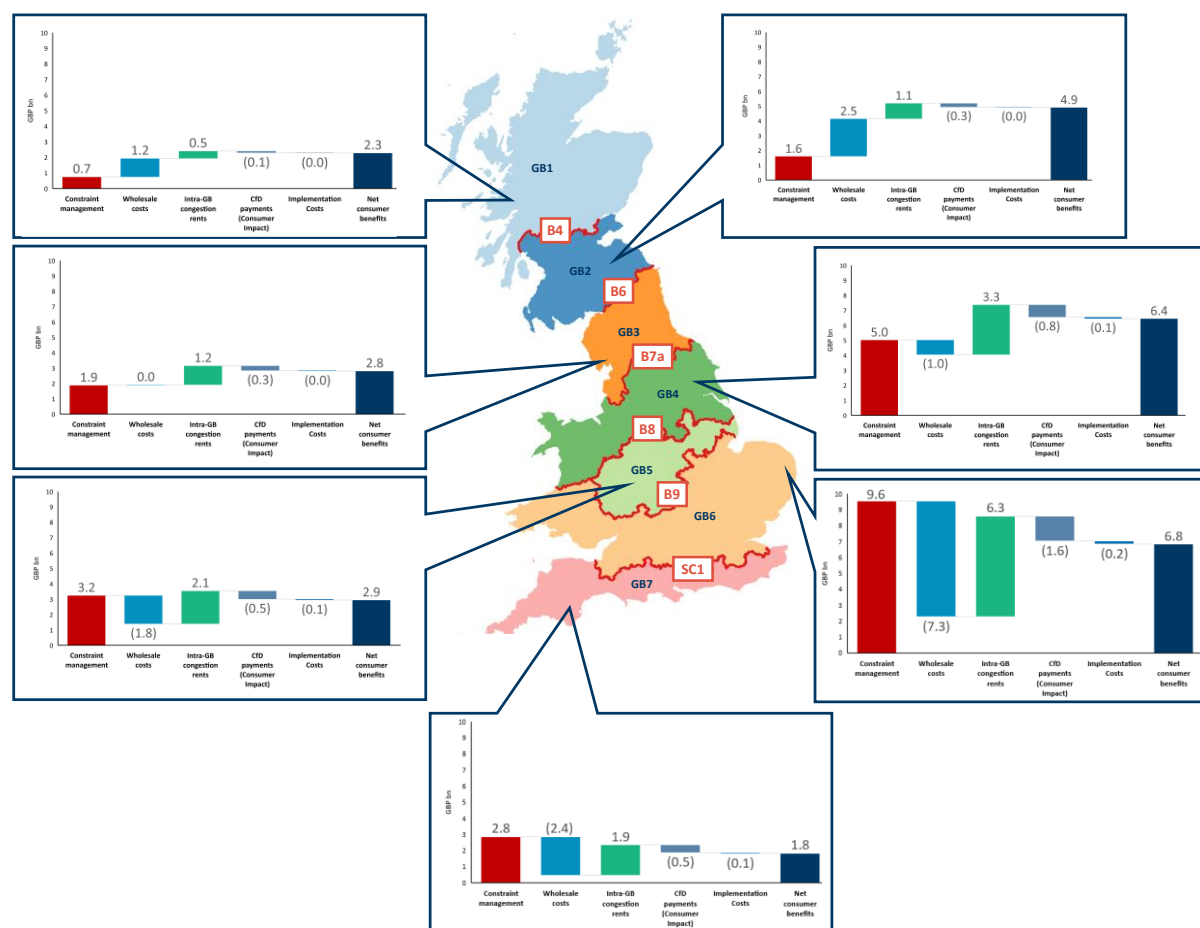 10
9
8
7
6
5
4
3
2
1
0
GBP bn
0.7
1.2
0.5
(0.1)
(0.0)
2.3
Constraint
management
Wholesale
costs
Intra-GB
congestion
rents
CfD
payments
(Consumer
Impact)
Implementation
Costs
Net
consumer
benefits
10
9
8
7
6
5
4
3
2
1
0
GBP bn
1.6
2.5
1.1
(0.3)
(0.0)
4.9
Constraint
management
Wholesale
costs
Intra-GB
congestion
rents
CfD
payments
(Consumer
Impact)
Implementation
Costs
Net
consumer
benefits
GB1
B4
GB2
B6
GB3
B7a
GB4
B8
GB5
B9
GB6
SC1
GB7
10
9
8
7
6
5
4
3
2
1
0
GBP bn
1.9
0.0
1.2
(0.3)
(0.0)
2.8
Constraint
management
Wholesale
costs
Intra-GB
congestion
rents
CfD
payments
(Consumer
Impact)
Implementation
Costs
Net
consumer
benefits
10
9
8
7
6
5
4
3
2
1
0
GBP bn
5.0
(1.0)
3.3
(0.8)
(0.1)
6.4
Constraint
management
Wholesale
costs
Intra-GB
congestion
rents
CfD
payments
(Consumer
Impact)
Implementation
Costs
Net
consumer
benefits
10
9
8
7
6
5
4
3
2
1
0
GBP bn
3.2
(1.8)
2.1
(0.5)
(0.1)
2.9
Constraint
management
Wholesale
costs
Intra-GB
congestion
rents
CfD
payments
(Consumer
Impact)
Implementation
Costs
Net
consumer
benefits
10
9
8
7
6
5
4
3
2
1
0
GBP bn
9.6
(7.3)
6.3
(1.6)
(0.2)
6.8
Constraint
management
Wholesale
costs
Intra-GB
congestion
rents
CfD
payments
(Consumer
Impact)
Implementation
Costs
Net
consumer
benefits
10
9
8
7
6
5
4
3
2
1
0
GBP bn
2.8
(2.4)
1.9
(0.5)
(0.1)
1.8
Constraint
management
Wholesale
costs
Intra-GB
congestion
rents
CfD
payments
(Consumer
Impact)
Implementation
Costs
Net
consumer
benefits